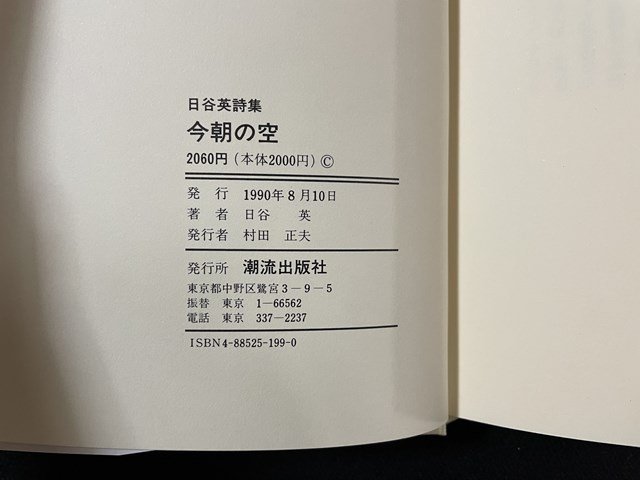 日谷英詩集
今朝の空
2060円（本体2000円）©
発　行　1990年8月10日
著　者　日谷　英
発行者　村田　正夫
発行所　潮流出版社
東京都中野区鷺宮3－9－5
振替　東京　1－66562
電話　東京　337－2237
ISBN4-88525-199-0